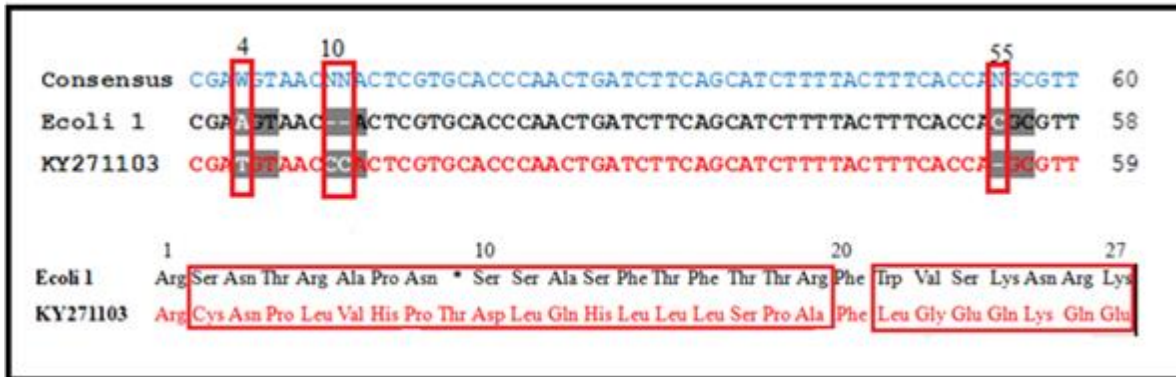 4 10 55
Consensus CGAWGTAACNNACTCGTGCACCCAACTGATCTTCAGCATCTTTTACTTTCACCANGCGTT 60
Ecoli 1 CGAAGTAAC--ACTCGTGCACCCAACTGATCTTCAGCATCTTTTACTTTCACCACGCGTT 58
KY271103 CGATGTAACCCACTCGTGCACCCAACTGATCTTCAGCATCTTTTACTTTCACCA-GCGTT 59
1 10 20 27
Ecoli 1 Arg Ser Asn Thr Arg Ala Pro Asn * Ser Ser Ala Ser Phe Thr Phe Thr Thr Arg Phe Trp Val Ser Lys Asn Arg Lys
KY271103 Arg Cys Asn Pro Leu Val His Pro Thr Asp Leu Gln His Leu Leu Leu Ser Pro Ala Phe Leu Gly Glu Gln Lys Gln Glu